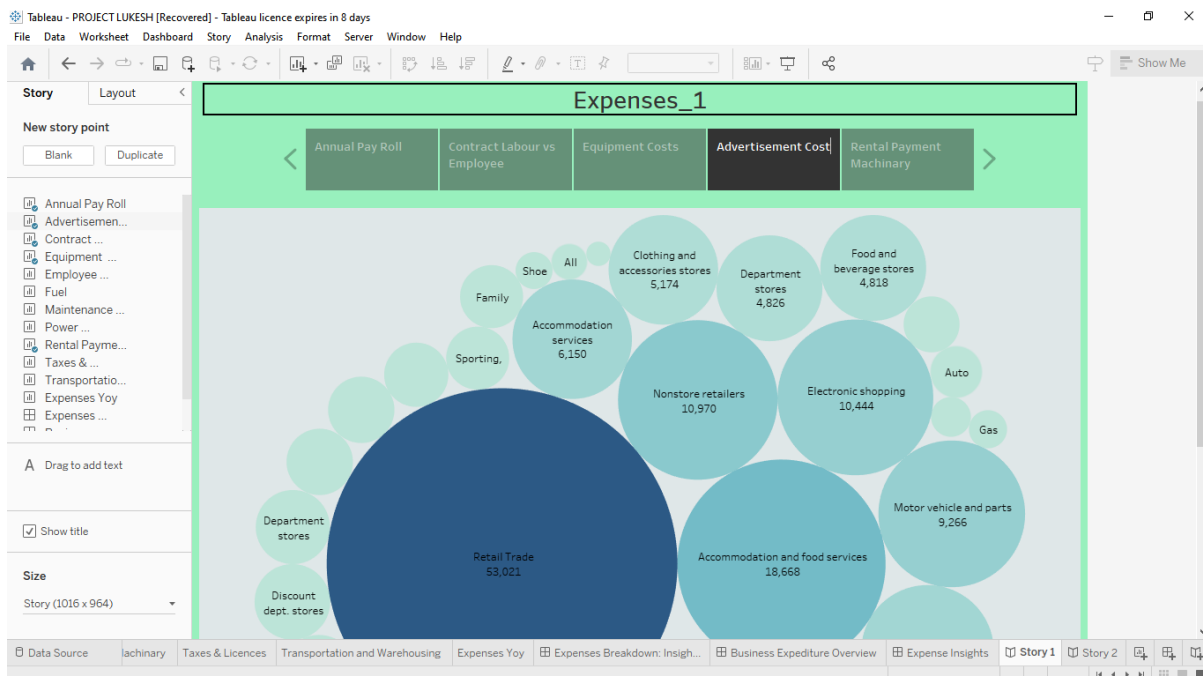 Tableau - PROJECT LUKESH [Recovered] - Tableau licence expires in 8 days
File Data Worksheet Dashboard Story Analysis Format Server Window Help
Show Me
Story Layout
New story point
Blank Duplicate
Annual Pay Roll
Advertisemen...
Contract ...
Equipment ...
Employee ...
Fuel
Maintenance ...
Power ...
Rental Payme...
Taxes & ...
Transportatio...
Expenses Yoy
Expenses ...
A Drag to add text
Show title
Size
Story (1016 x 964)
Expenses_1
Annual Pay Roll
Contract Labour vs
Employee
Equipment Costs
Advertisement Cost
Rental Payment
Machinary
Clothing and
accessories stores
5,174
Department
stores
4,826
Food and
beverage stores
4,818
All
Shoe
Family
Accommodation
services
6,150
Sporting,
Nonstore retailers
10,970
Electronic shopping
10,444
Auto
Gas
Motor vehicle and parts
9,266
Department
stores
Retail Trade
53,021
Accommodation and food services
18,668
Discount
dept. stores
Data Source lachinary Taxes & Licences Transportation and Warehousing Expenses Yoy Expenses Breakdown: Insigh... Business Expediture Overview Expense Insights Story 1 Story 2